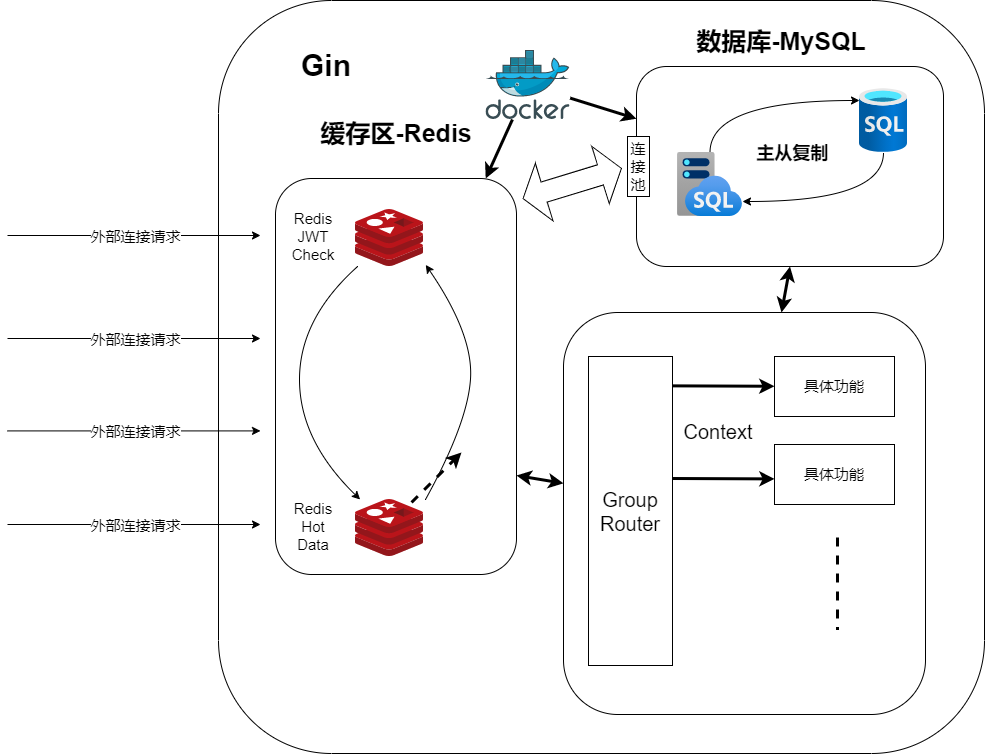 数据库-MySQL
Gin
docker
缓存区-Redis
连
接
池
主从复制
SQL
SQL
Redis
JWT
Check
外部连接请求
外部连接请求
外部连接请求
外部连接请求
Redis
Hot
Data
Group
Router
Context
具体功能
具体功能